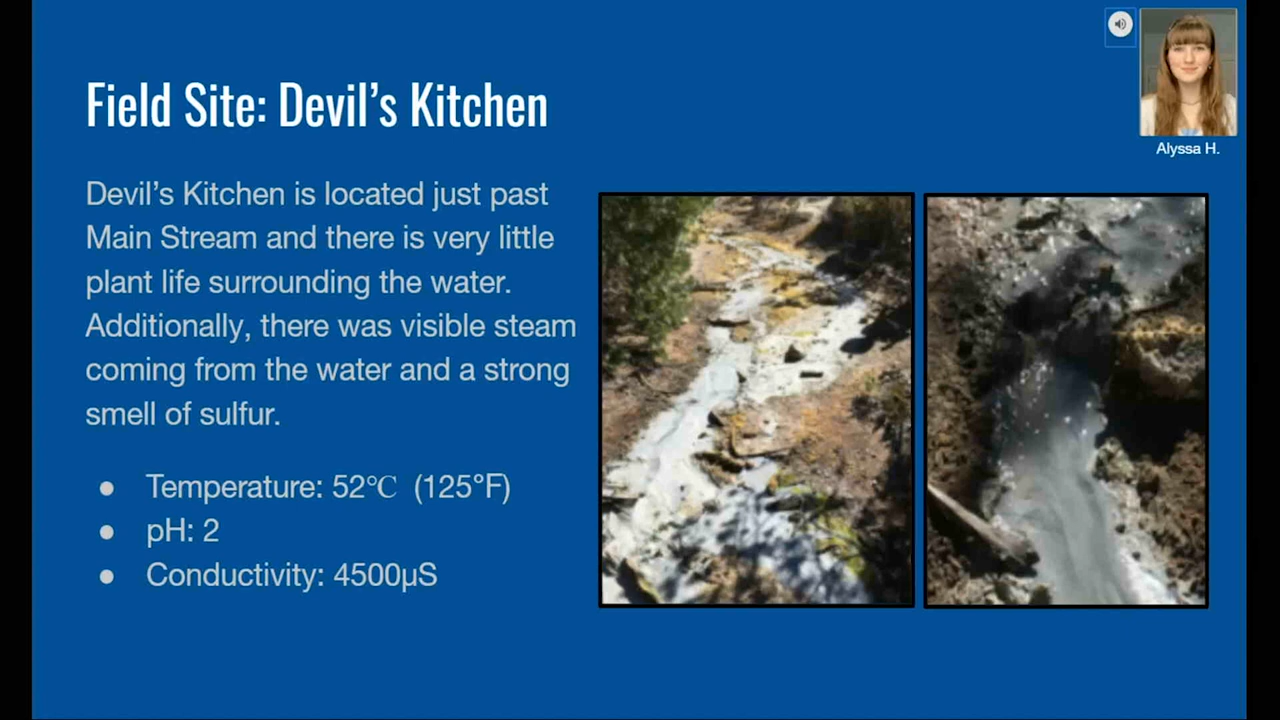 Alyssa H.
Field Site: Devil’s Kitchen
Devil’s Kitchen is located just past
Main Stream and there is very little
plant life surrounding the water.
Additionally, there was visible steam
coming from the water and a strong
smell of sulfur.
● Temperature: 52℃ (125°F)
● pH: 2
● Conductivity: 4500µS